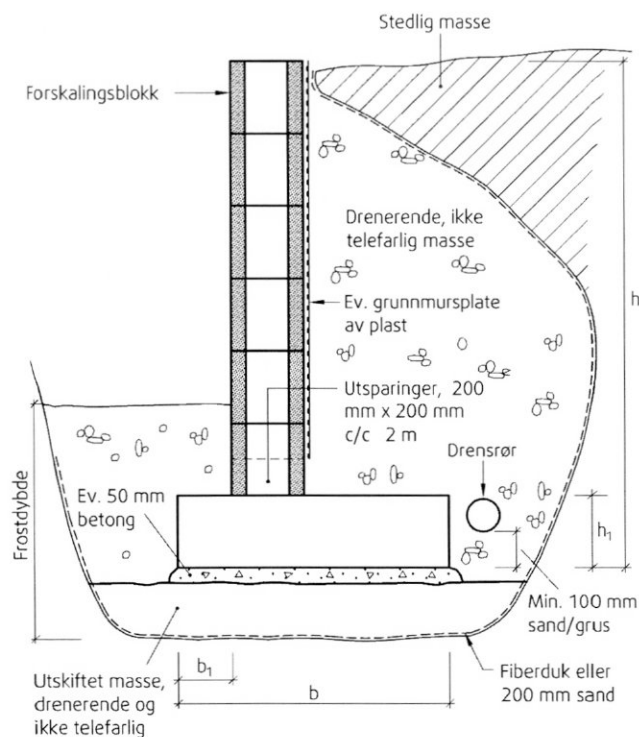 Stedlig masse
Forskalingsblokk
Drenerende, ikke
telefarlig masse
h
Ev. grunnmursplate
av plast
Utsparinger, 200
mm x 200 mm
c/c 2 m
Drensrør
Frostdybde
Ev. 50 mm
betong
h₁
Min. 100 mm
sand/grus
b₁
b
Fiberduk eller
200 mm sand
Utskiftet masse,
drenerende og
ikke telefarlig